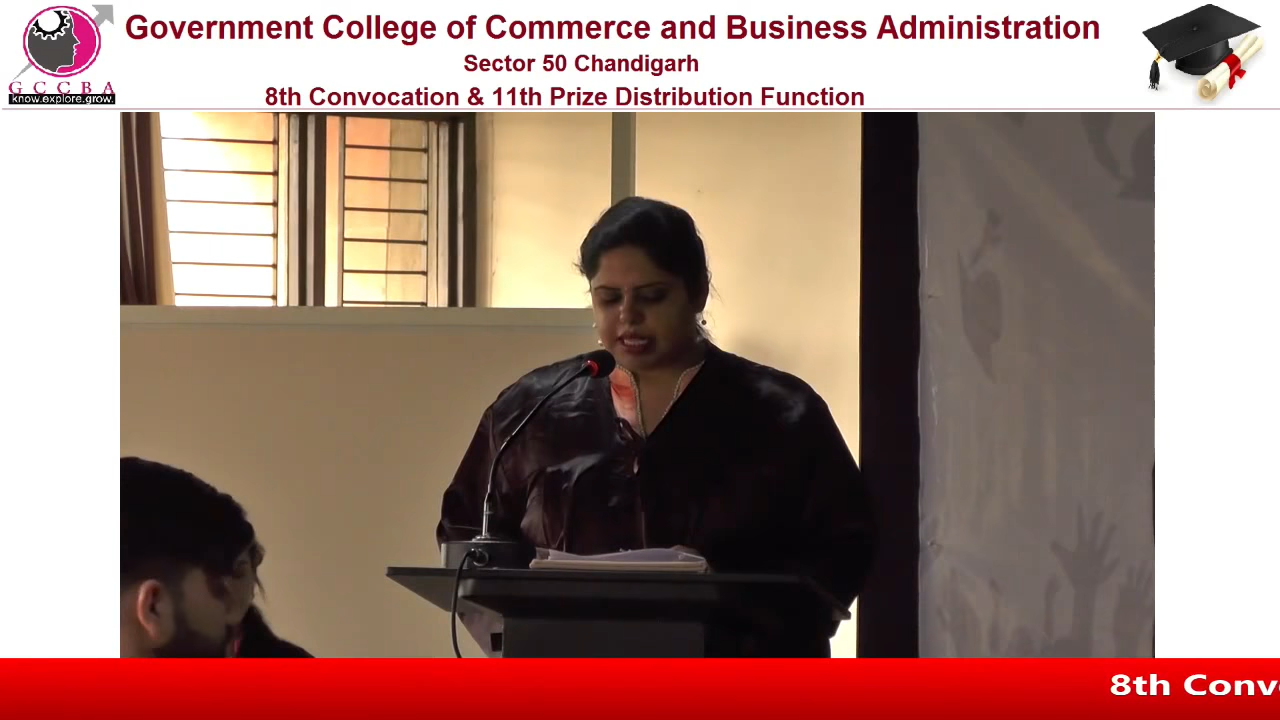 Government College of Commerce and Business Administration
Sector 50 Chandigarh
8th Convocation & 11th Prize Distribution Function
GCCBA
know.explore.grow.
8th Conv